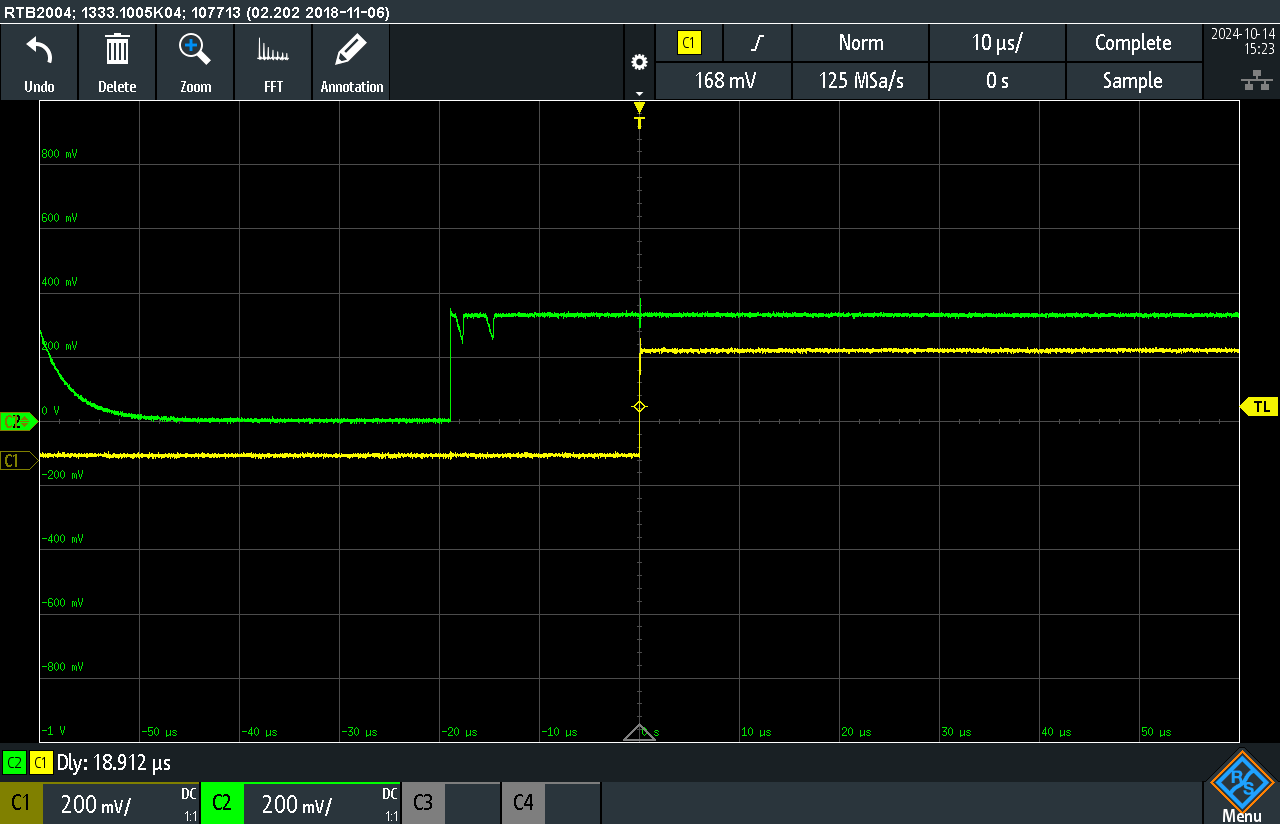 RTB2004; 1333.1005K04; 107713 (02.202 2018-11-06)
Undo
Delete
Zoom
FFT
Annotation
C1
Norm
10 µs/
Complete
168 mV
125 MSa/s
0 s
Sample
2024-10-14
15:23
T
800 mV
600 mV
400 mV
200 mV
0 V
-200 mV
-400 mV
-600 mV
-800 mV
-1 V
C2
C1
TL
-50 µs
-40 µs
-30 µs
-20 µs
-10 µs
0 s
10 µs
20 µs
30 µs
40 µs
50 µs
C2 C1 Dly: 18.912 µs
C1 200 mV/ DC 1:1
C2 200 mV/ DC 1:1
C3
C4
R S
Menu